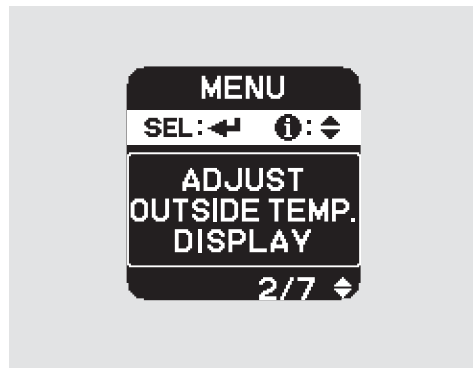 MENU
SEL:↵ ℹ:⬍
ADJUST
OUTSIDE TEMP.
DISPLAY
2/7 ⬍